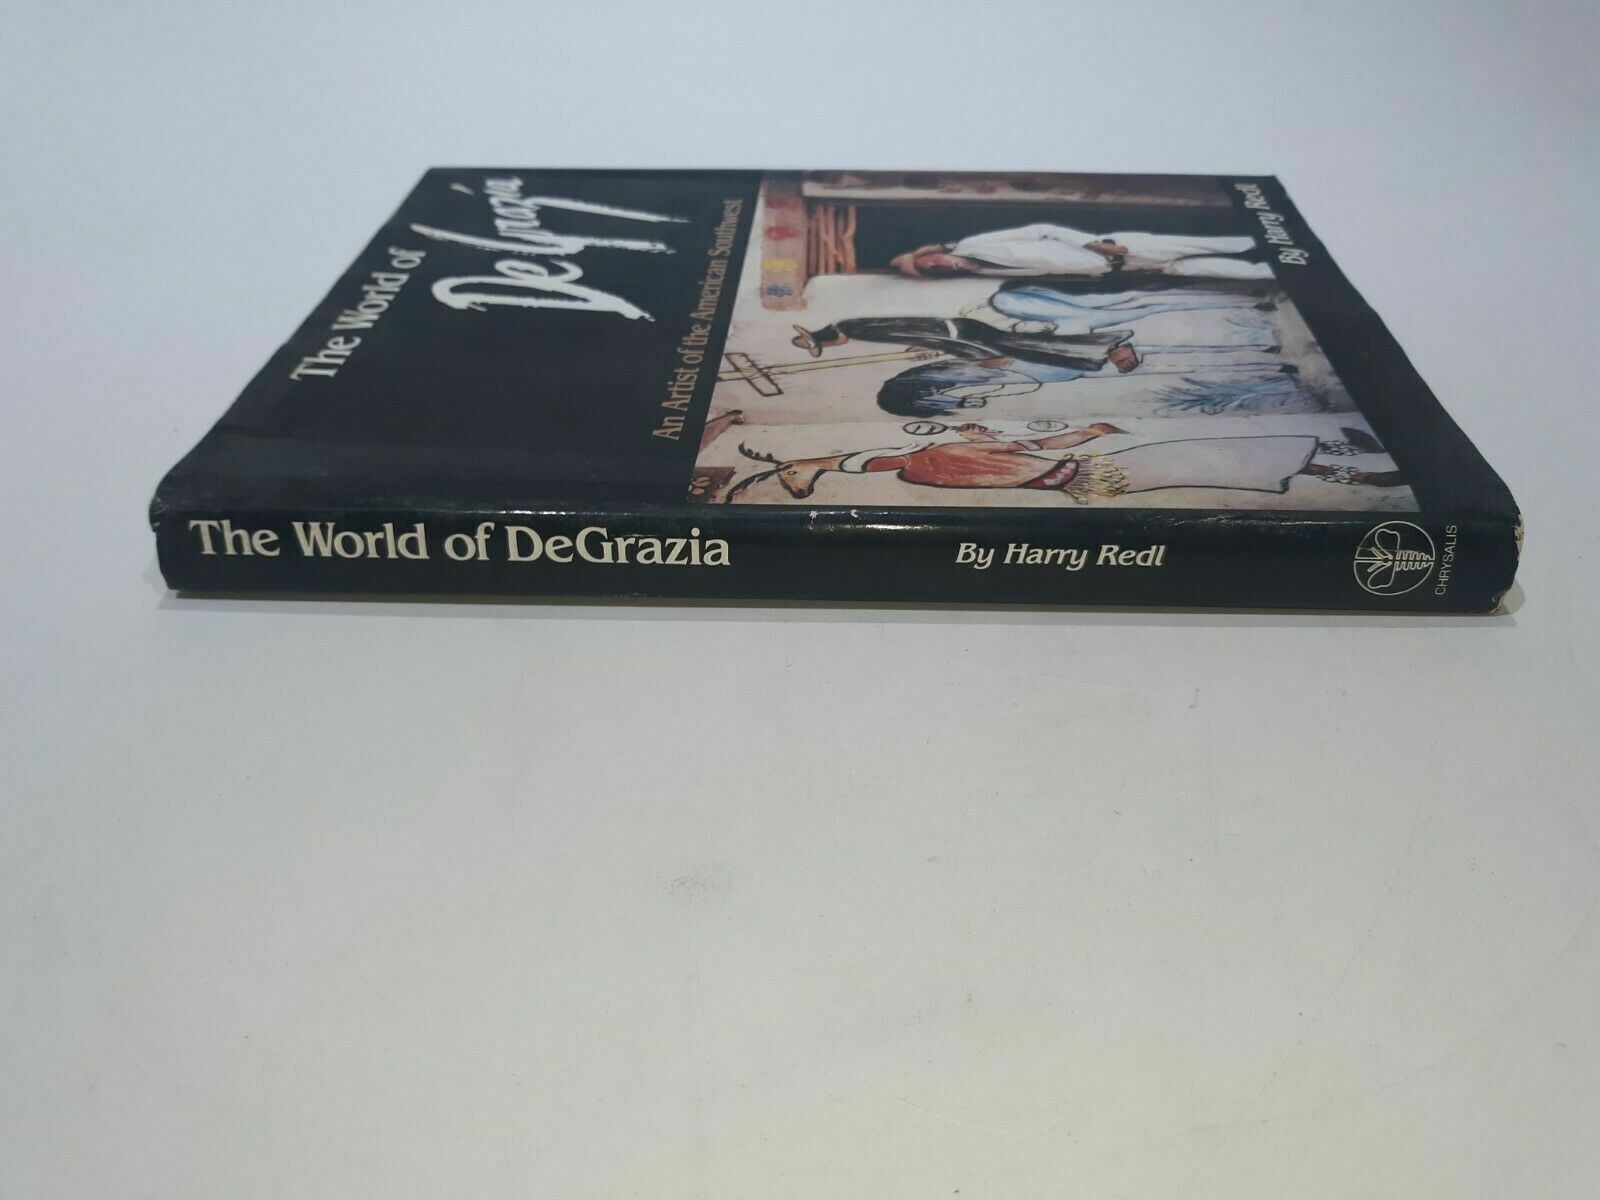 The World of
DeGrazia
An Artist of the American Southwest
By Harry Redl
The World of DeGrazia
By Harry Redl
CHRYSALIS